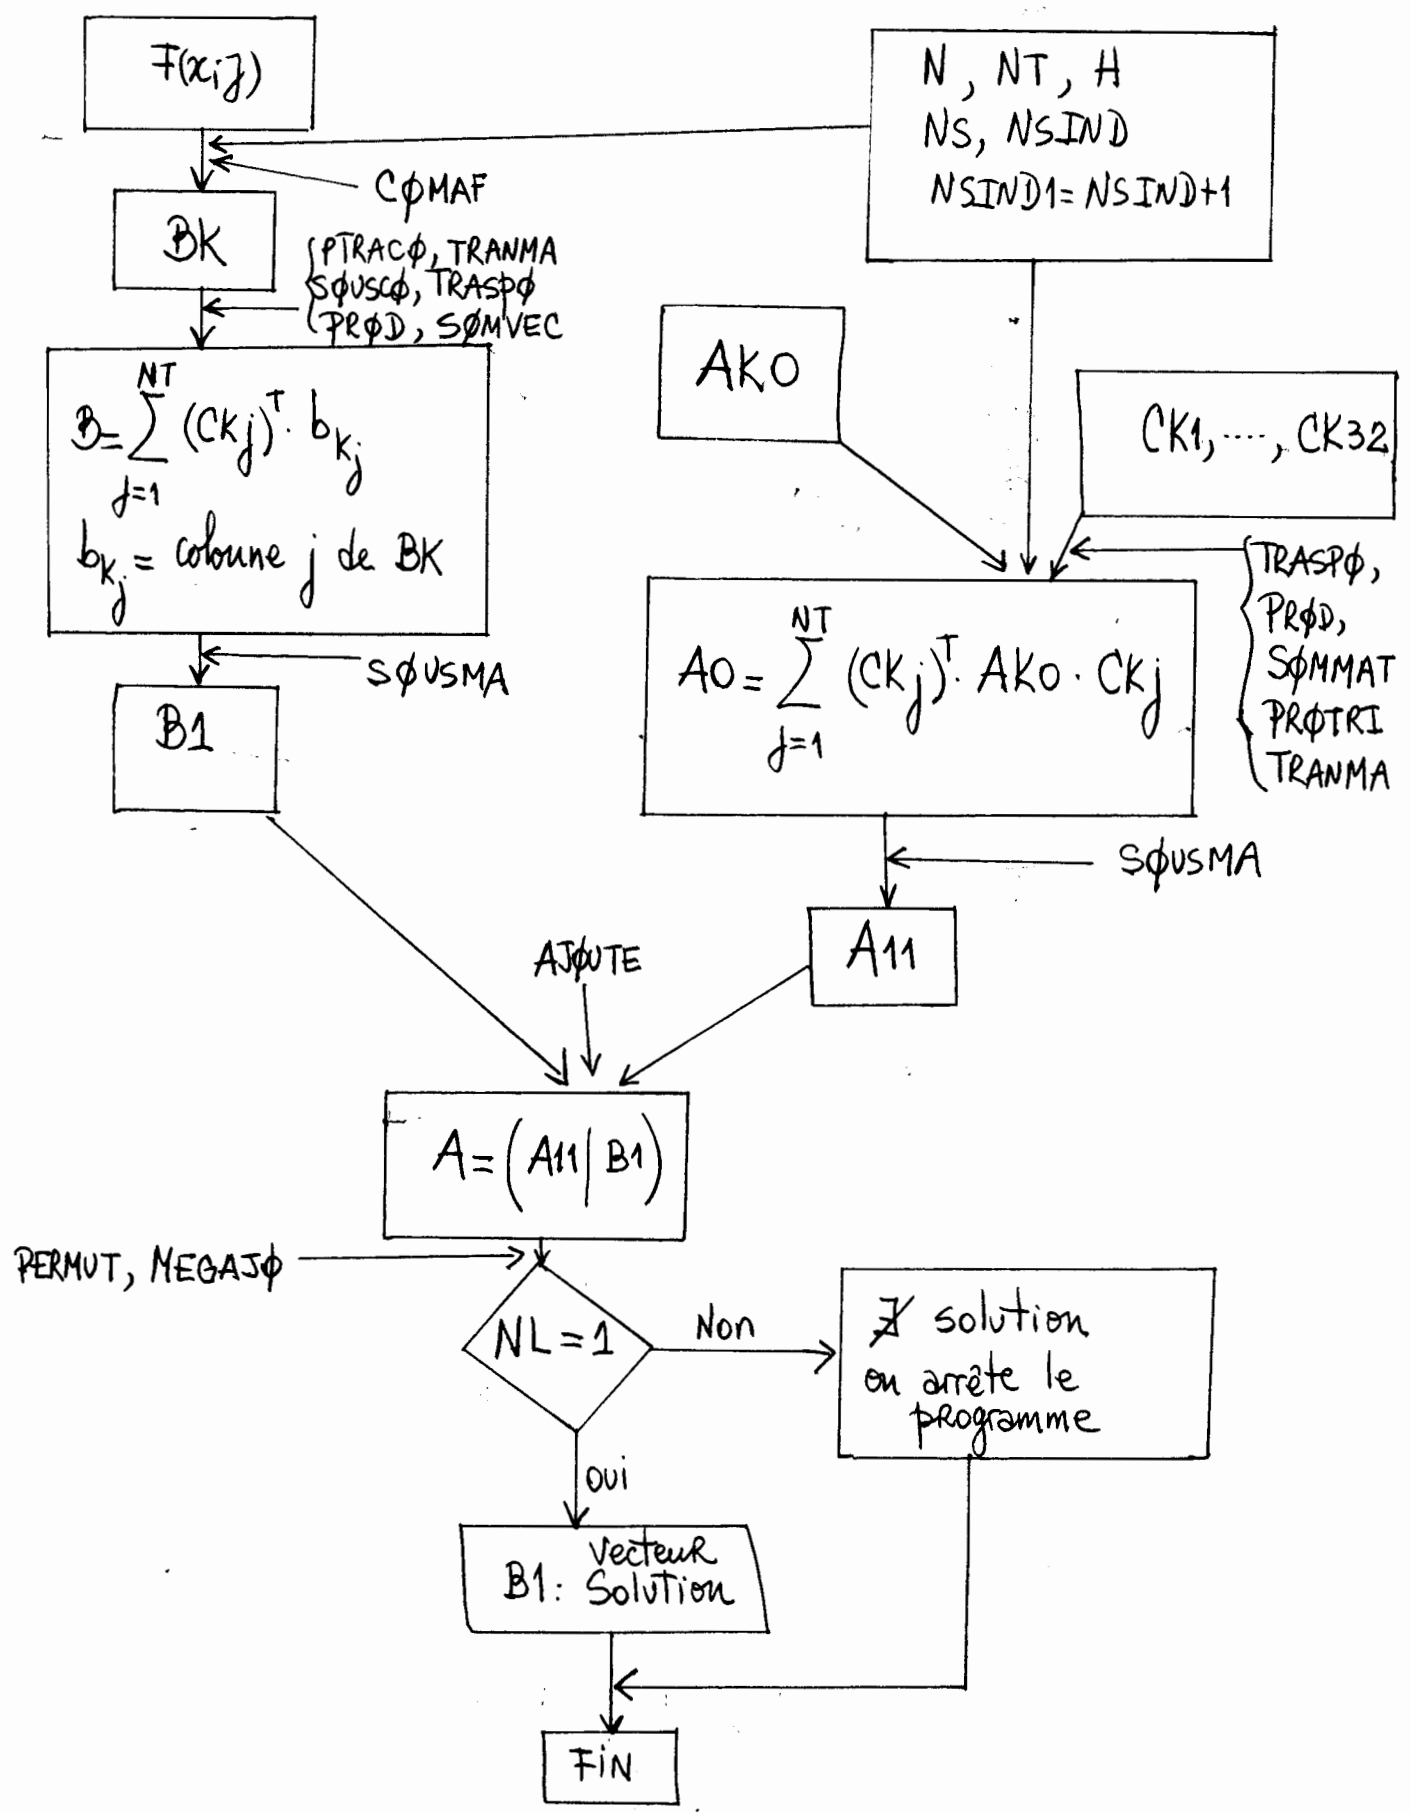 F(x,y)
N, NT, H
NS, NSIND
NSIND1=NSIND+1
CØMAF
BK
PTRACØ, TRANMA
SØUSCØ, TRASPØ
PRØD, SØMVEC
AKO
CK1, ...., CK32
NT
B=∑(CKj)ᵀ· bKj
j=1
bKj = colonne j de BK
TRASPØ,
PRØD,
SØMMAT
PRØTRI
TRANMA
NT
AO=∑(CKj)ᵀ· AKO · CKj
j=1
SØUSMA
B1
SØUSMA
A11
AJØUTE
A=(A11|B1)
PERMUT, MEGAJØ
NL=1
Non
∄ solution
on arrête le
programme
OUI
Vecteur
B1: Solution
FIN